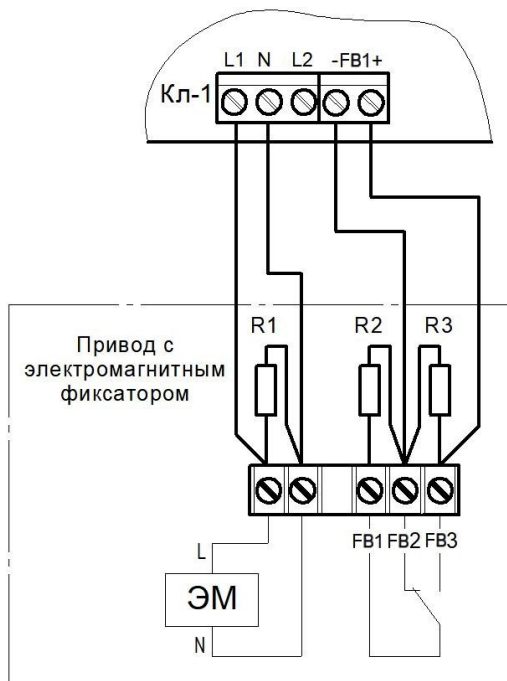 L1 N L2 -FB1+
Кл-1
R1 R2 R3
Привод с
электромагнитным
фиксатором
FB1 FB2 FB3
L
ЭМ
N